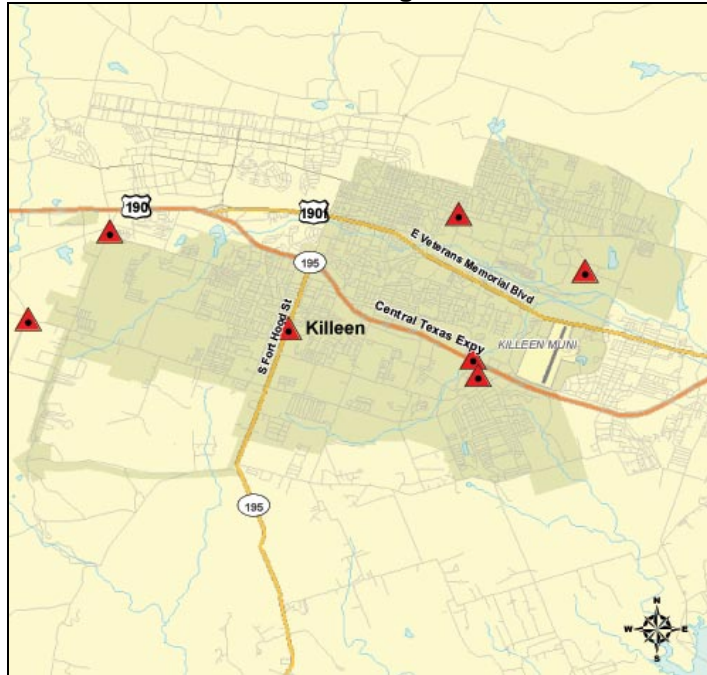 190
190
195
E Veterans Memorial Blvd
S Fort Hood St
Killeen
Central Texas Expy
KILLEEN MUNI
195
N
W E
S